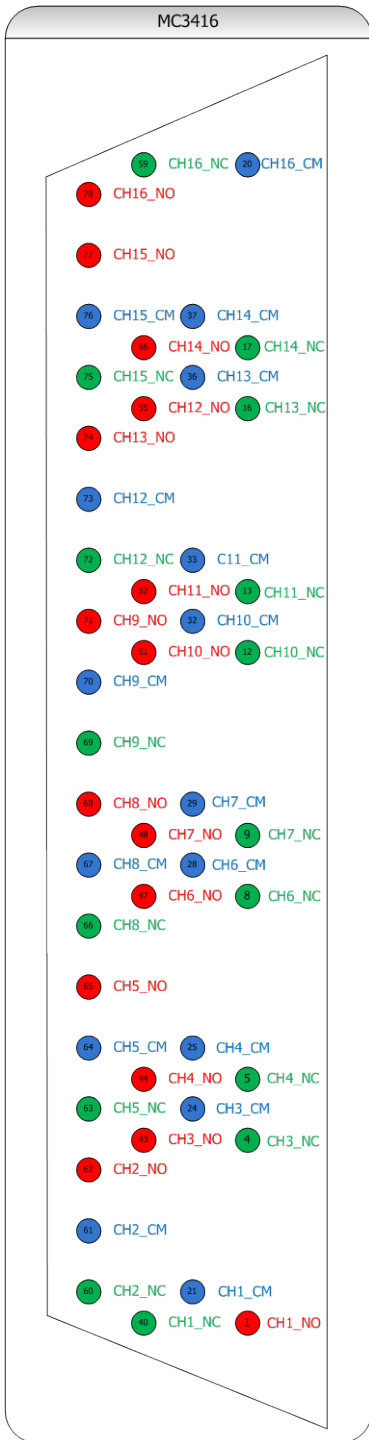 MC3416
59 CH16_NC 20 CH16_CM
78 CH16_NO
77 CH15_NO
76 CH15_CM 37 CH14_CM
56 CH14_NO 17 CH14_NC
75 CH15_NC 36 CH13_CM
55 CH12_NO 16 CH13_NC
74 CH13_NO
73 CH12_CM
72 CH12_NC 33 C11_CM
52 CH11_NO 13 CH11_NC
71 CH9_NO 32 CH10_CM
51 CH10_NO 12 CH10_NC
70 CH9_CM
69 CH9_NC
68 CH8_NO 29 CH7_CM
48 CH7_NO 9 CH7_NC
67 CH8_CM 28 CH6_CM
47 CH6_NO 8 CH6_NC
66 CH8_NC
65 CH5_NO
64 CH5_CM 25 CH4_CM
44 CH4_NO 5 CH4_NC
63 CH5_NC 24 CH3_CM
43 CH3_NO 4 CH3_NC
62 CH2_NO
61 CH2_CM
60 CH2_NC 21 CH1_CM
40 CH1_NC 1 CH1_NO